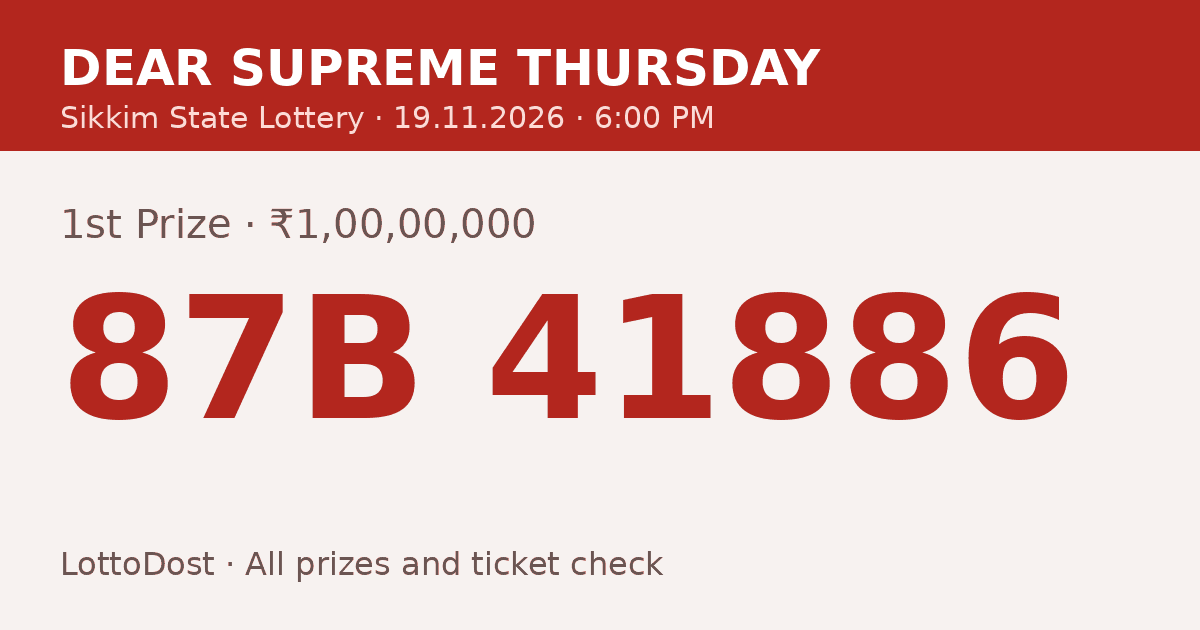 DEAR SUPREME THURSDAY
Sikkim State Lottery · 19.11.2026 · 6:00 PM
1st Prize · ₹1,00,00,000
87B 41886
LottoDost · All prizes and ticket check